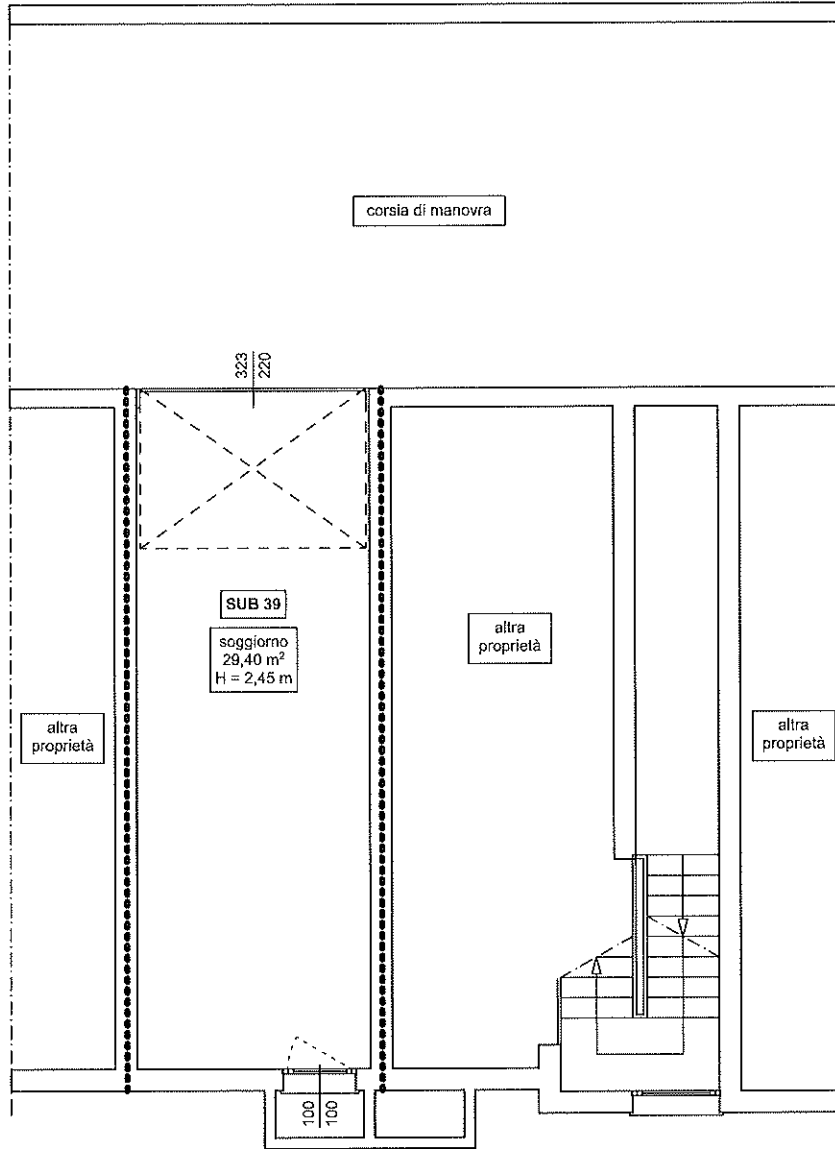 corsia di manovra
323
220
SUB 39
soggiorno
29,40 m²
H = 2,45 m
altra
proprietà
altra
proprietà
altra
proprietà
100
100